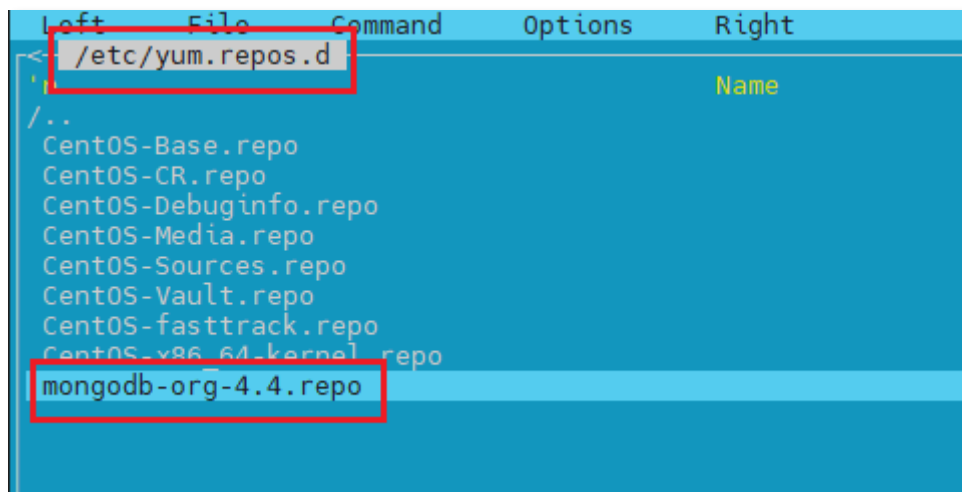 Left File Command Options Right
/etc/yum.repos.d
'n Name
/..
CentOS-Base.repo
CentOS-CR.repo
CentOS-Debuginfo.repo
CentOS-Media.repo
CentOS-Sources.repo
CentOS-Vault.repo
CentOS-fasttrack.repo
CentOS-x86_64-kernel.repo
mongodb-org-4.4.repo